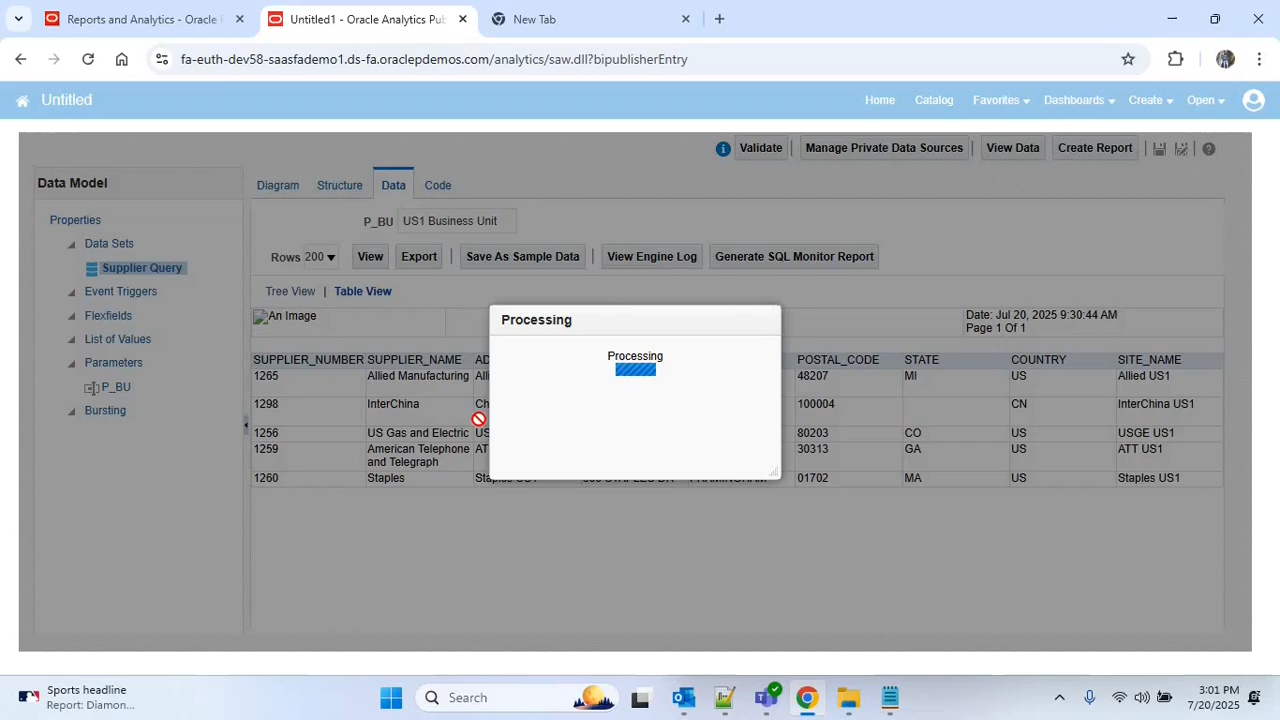 Reports and Analytics - Oracle
Untitled1 - Oracle Analytics Pu
New Tab
fa-euth-dev58-saasfademo1.ds-fa.oraclepdemos.com/analytics/saw.dll?bipublisherEntry
Untitled
Home Catalog Favorites Dashboards Create Open
Validate Manage Private Data Sources View Data Create Report
Data Model
Properties
Data Sets
Supplier Query
Event Triggers
Flexfields
List of Values
Parameters
P_BU
Bursting
Diagram Structure Data Code
P_BU US1 Business Unit
Rows 200 View Export Save As Sample Data View Engine Log Generate SQL Monitor Report
Tree View | Table View
An Image
Date: Jul 20, 2025 9:30:44 AM
Page 1 Of 1
SUPPLIER_NUMBER SUPPLIER_NAME POSTAL_CODE STATE COUNTRY SITE_NAME
1265 Allied Manufacturing 48207 MI US Allied US1
1298 InterChina 100004 CN InterChina US1
1256 US Gas and Electric 80203 CO US USGE US1
1259 American Telephone and Telegraph 30313 GA US ATT US1
1260 Staples 01702 MA US Staples US1
Processing
Processing
Sports headline
Report: Diamon...
Search
3:01 PM
7/20/2025